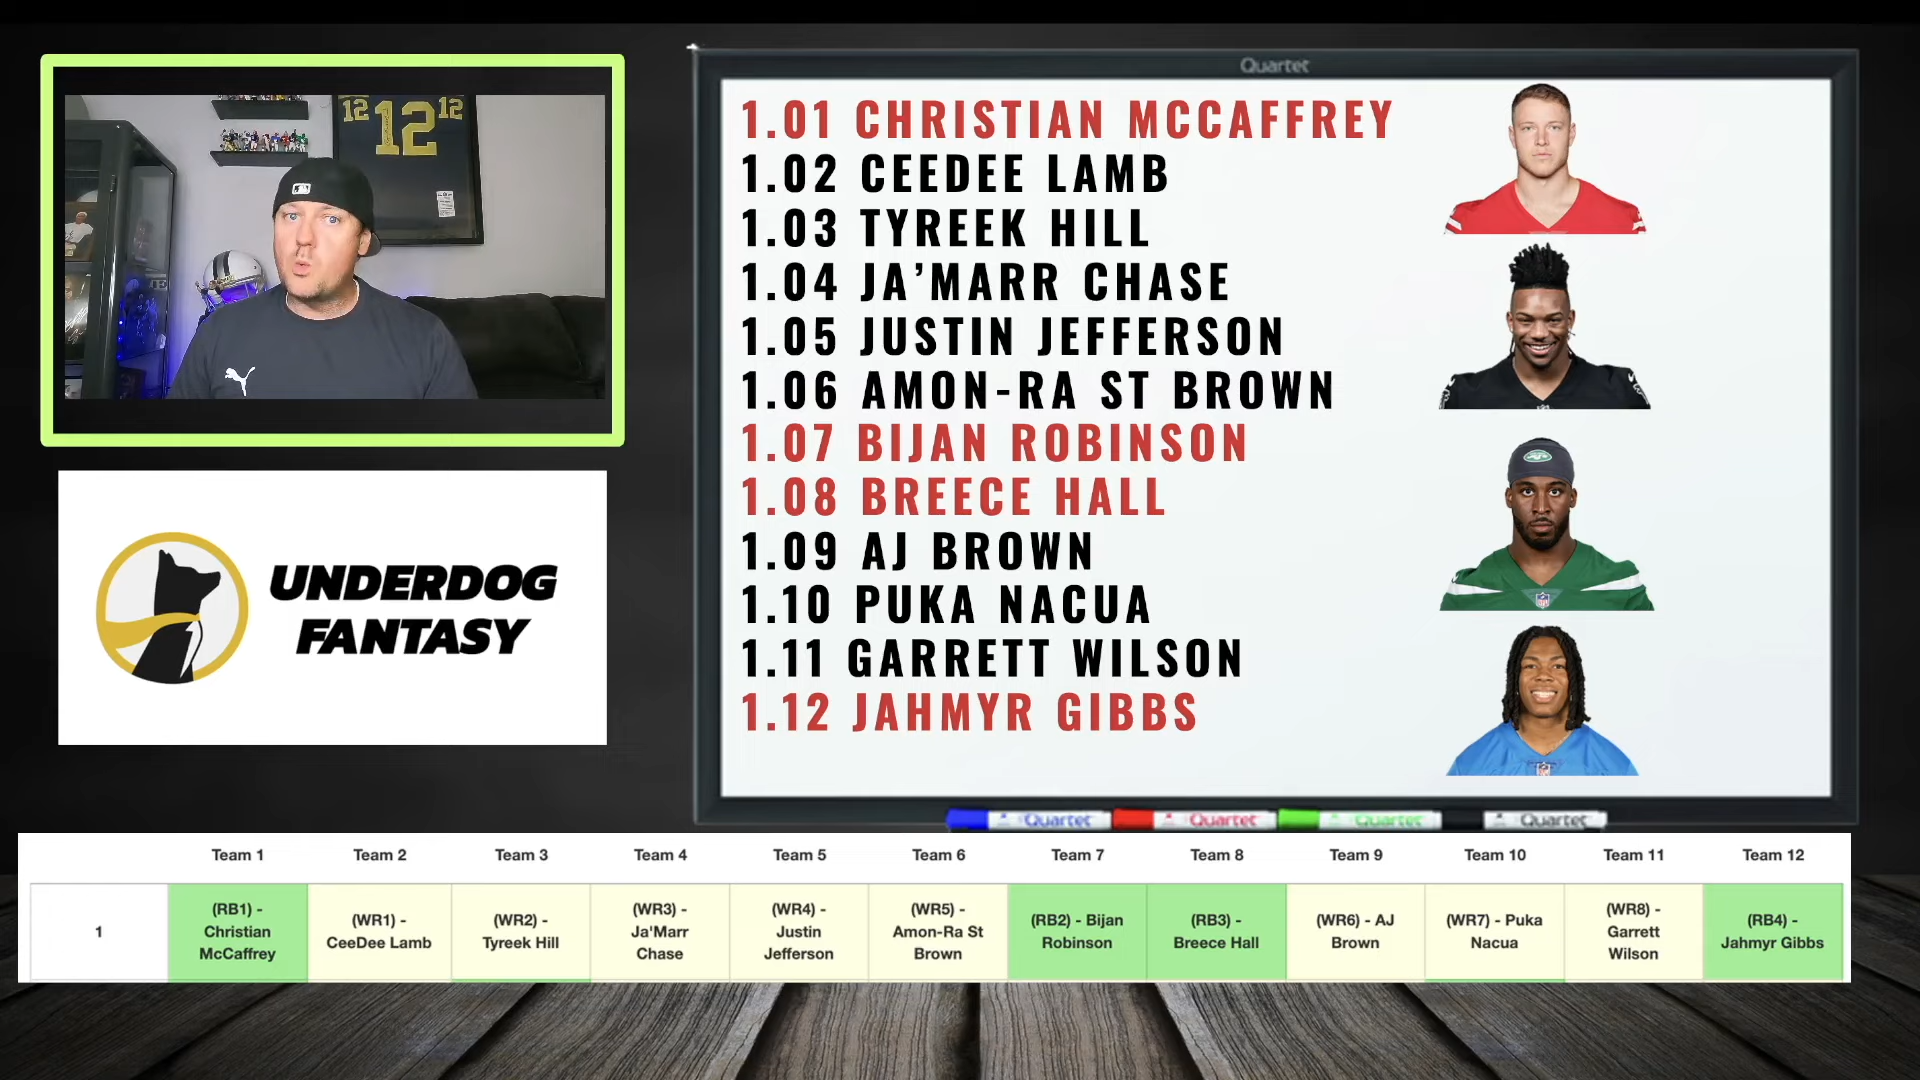 Quartet
12 12 12
1.01 CHRISTIAN MCCAFFREY
1.02 CEEDEE LAMB
1.03 TYREEK HILL
1.04 JA’MARR CHASE
1.05 JUSTIN JEFFERSON
1.06 AMON-RA ST BROWN
1.07 BIJAN ROBINSON
1.08 BREECE HALL
1.09 AJ BROWN
1.10 PUKA NACUA
1.11 GARRETT WILSON
1.12 JAHMYR GIBBS
UNDERDOG
FANTASY
Quartet Quartet Quartet Quartet
Team 1 Team 2 Team 3 Team 4 Team 5 Team 6 Team 7 Team 8 Team 9 Team 10 Team 11 Team 12
1
(RB1) -
Christian
McCaffrey
(WR1) -
CeeDee Lamb
(WR2) -
Tyreek Hill
(WR3) -
Ja'Marr
Chase
(WR4) -
Justin
Jefferson
(WR5) -
Amon-Ra St
Brown
(RB2) - Bijan
Robinson
(RB3) -
Breece Hall
(WR6) - AJ
Brown
(WR7) - Puka
Nacua
(WR8) -
Garrett
Wilson
(RB4) -
Jahmyr Gibbs